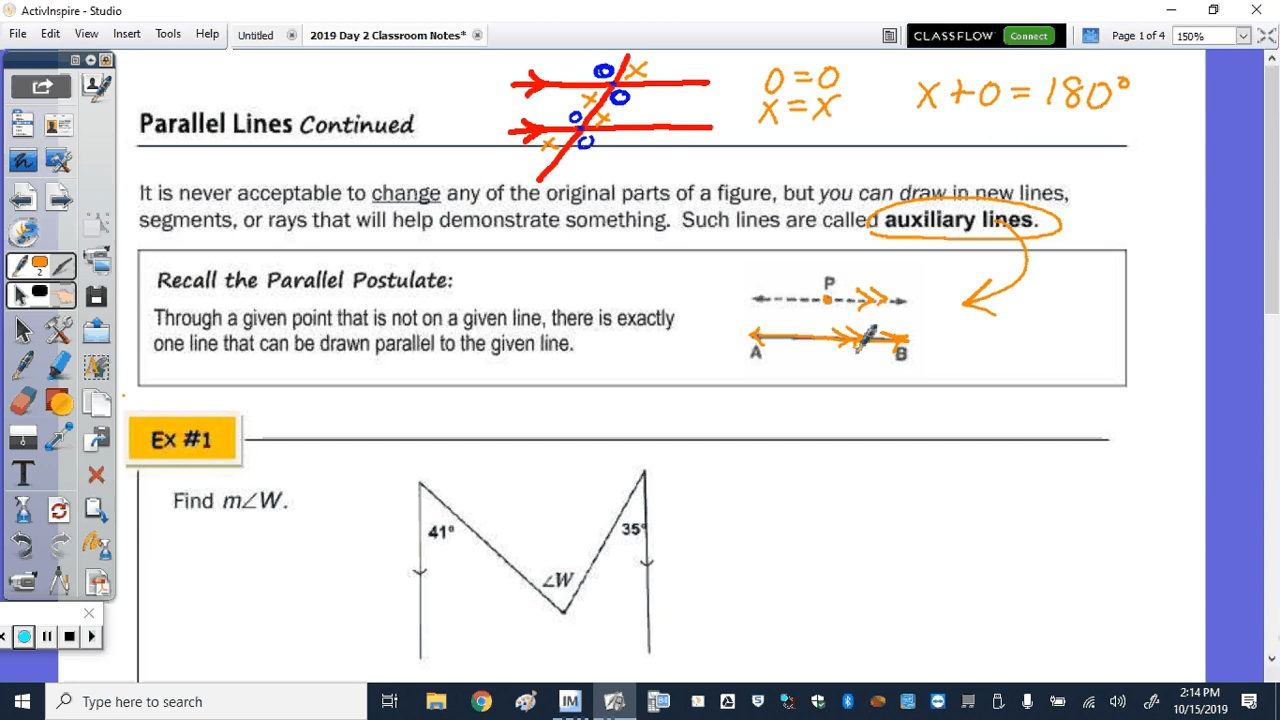 ActivInspire - Studio
File Edit View Insert Tools Help
Untitled
2019 Day 2 Classroom Notes*
CLASSFLOW Connect
Page 1 of 4
150%
x
x x
x
O
O
O
O
O = O
x = x
x + O = 180°
Parallel Lines Continued
It is never acceptable to change any of the original parts of a figure, but you can draw in new lines,
segments, or rays that will help demonstrate something. Such lines are called auxiliary lines.
Recall the Parallel Postulate:
Through a given point that is not on a given line, there is exactly
one line that can be drawn parallel to the given line.
P
A B
2
T
Ex #1
Find m∠W.
41°
35°
∠W
Type here to search
IM
2:14 PM
10/15/2019